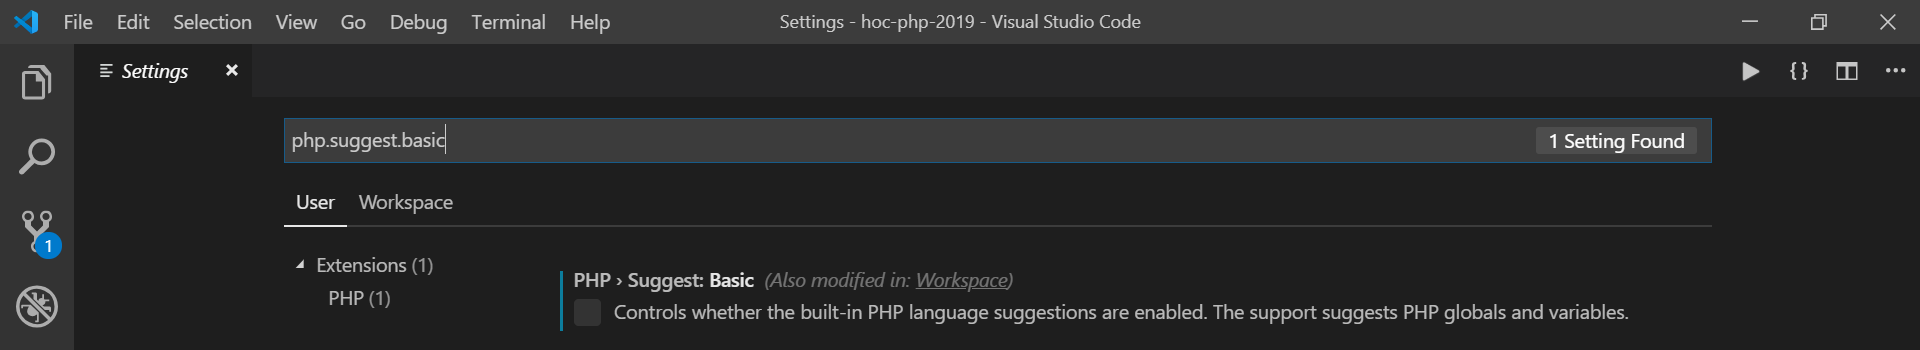 File Edit Selection View Go Debug Terminal Help Settings - hoc-php-2019 - Visual Studio Code
Settings
php.suggest.basic 1 Setting Found
User Workspace
Extensions (1)
PHP (1)
PHP › Suggest: Basic (Also modified in: Workspace)
Controls whether the built-in PHP language suggestions are enabled. The support suggests PHP globals and variables.
1